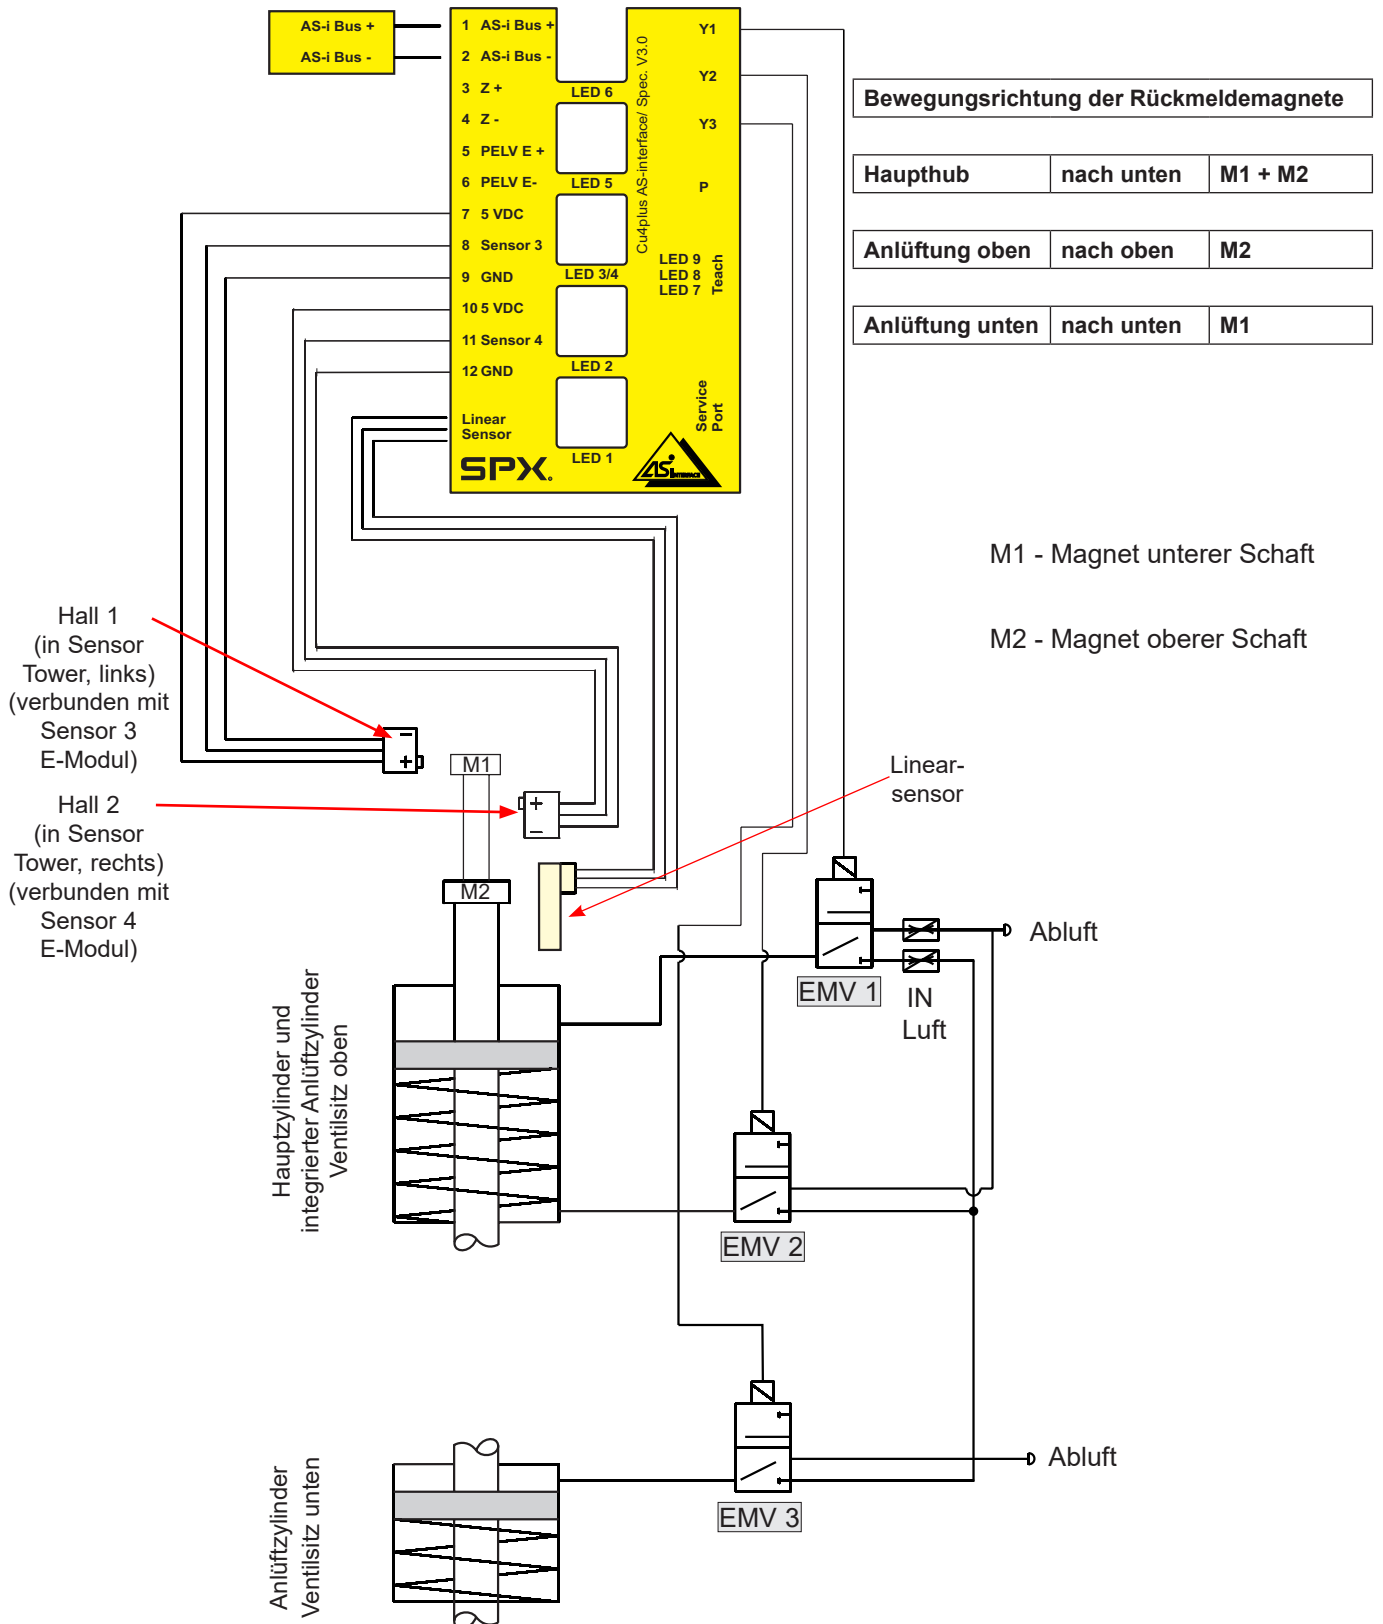 AS-i Bus +
AS-i Bus -
1 AS-i Bus +
2 AS-i Bus -
3 Z +
4 Z -
5 PELV E +
6 PELV E-
7 5 VDC
8 Sensor 3
9 GND
10 5 VDC
11 Sensor 4
12 GND
Linear
Sensor
SPX.
LED 6
LED 5
LED 3/4
LED 2
LED 1
Cu4plus AS-interface/ Spec. V3.0
Y1
Y2
Y3
P
LED 9
LED 8
LED 7
Teach
Service
Port
ASi
INTERFACE
Bewegungsrichtung der Rückmeldemagnete
Haupthub nach unten M1 + M2
Anlüftung oben nach oben M2
Anlüftung unten nach unten M1
M1 - Magnet unterer Schaft
M2 - Magnet oberer Schaft
Hall 1
(in Sensor
Tower, links)
(verbunden mit
Sensor 3
E-Modul)
Hall 2
(in Sensor
Tower, rechts)
(verbunden mit
Sensor 4
E-Modul)
−
+
M1
+
−
M2
Linear-
sensor
Abluft
EMV 1
IN
Luft
Hauptzylinder und
integrierter Anlüftzylinder
Ventilsitz oben
EMV 2
Abluft
EMV 3
Anlüftzylinder
Ventilsitz unten